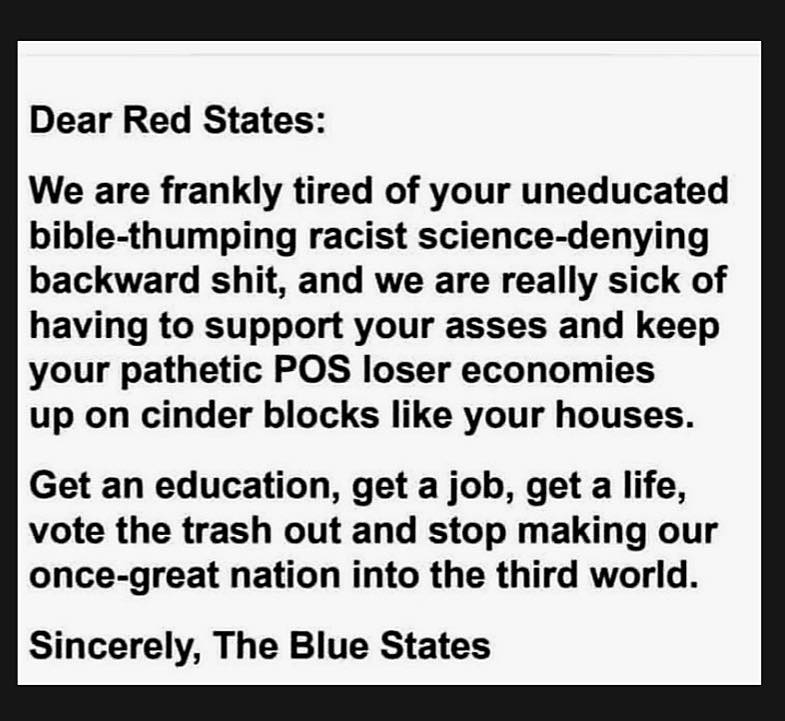 Dear Red States:
We are frankly tired of your uneducated
bible-thumping racist science-denying
backward shit, and we are really sick of
having to support your asses and keep
your pathetic POS loser economies
up on cinder blocks like your houses.
Get an education, get a job, get a life,
vote the trash out and stop making our
once-great nation into the third world.
Sincerely, The Blue States